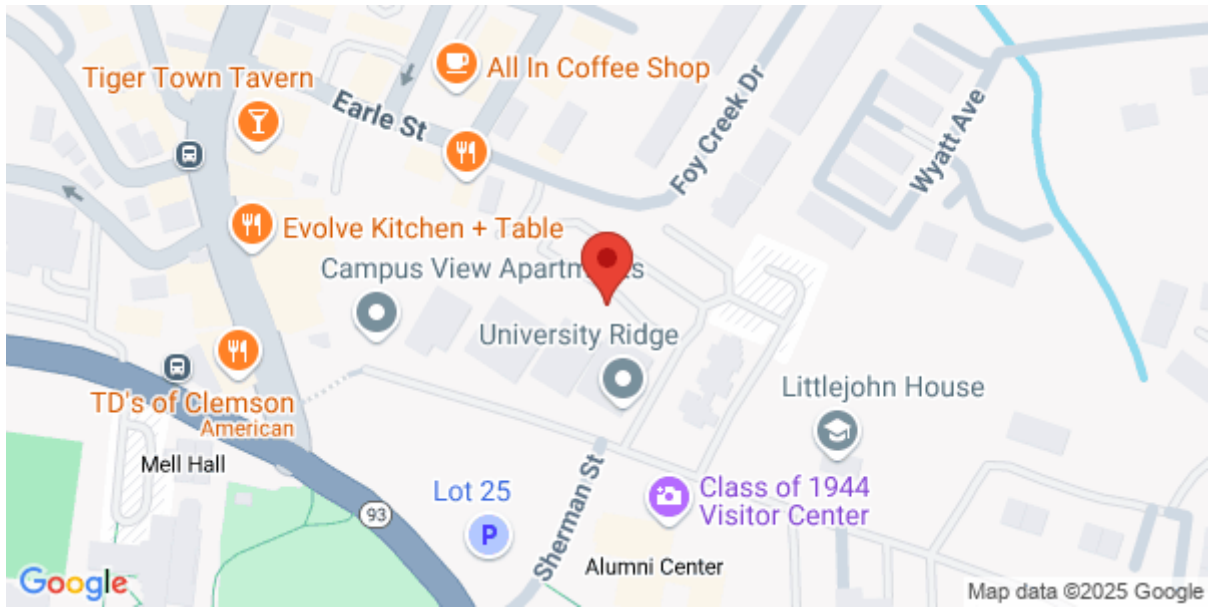 All In Coffee Shop
Tiger Town Tavern
Earle St
Foy Creek Dr
Wyatt Ave
Evolve Kitchen + Table
Campus View Apartments
University Ridge
Littlejohn House
TD's of Clemson
American
Mell Hall
93
Lot 25
P
Sherman St
Class of 1944
Visitor Center
Alumni Center
Google
Map data ©2025 Google